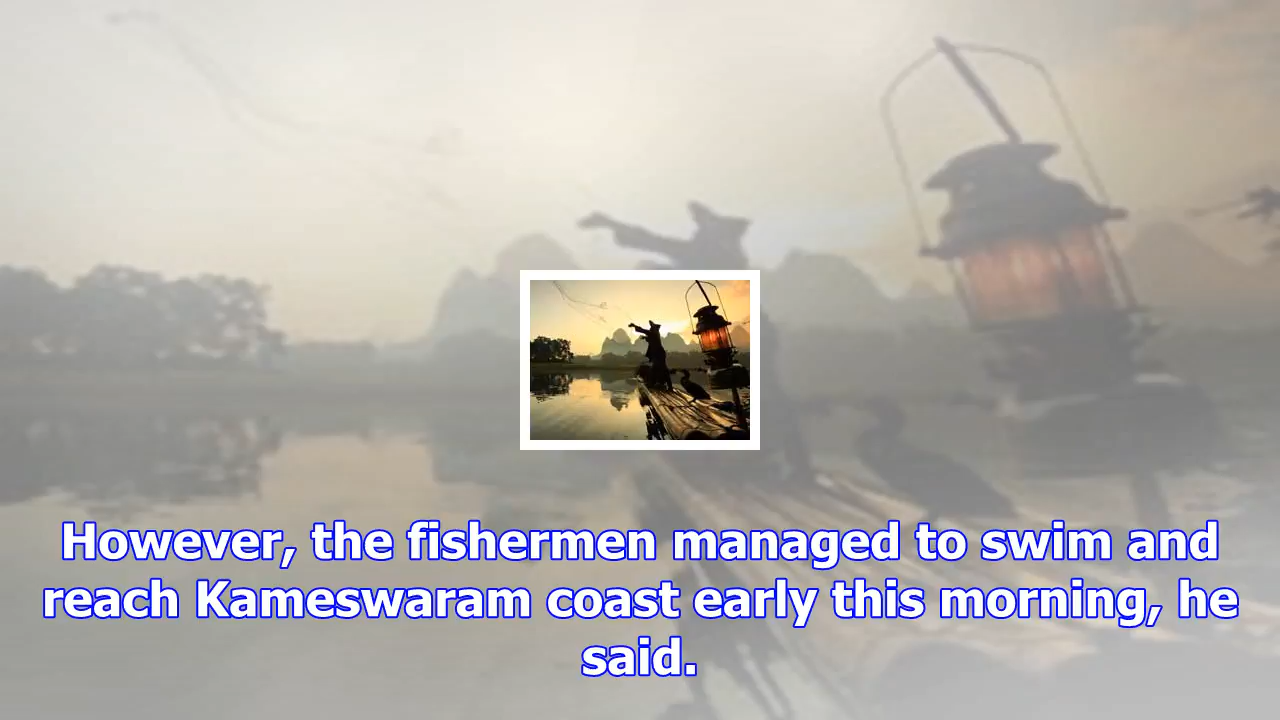 However, the fishermen managed to swim and
reach Kameswaram coast early this morning, he
said.